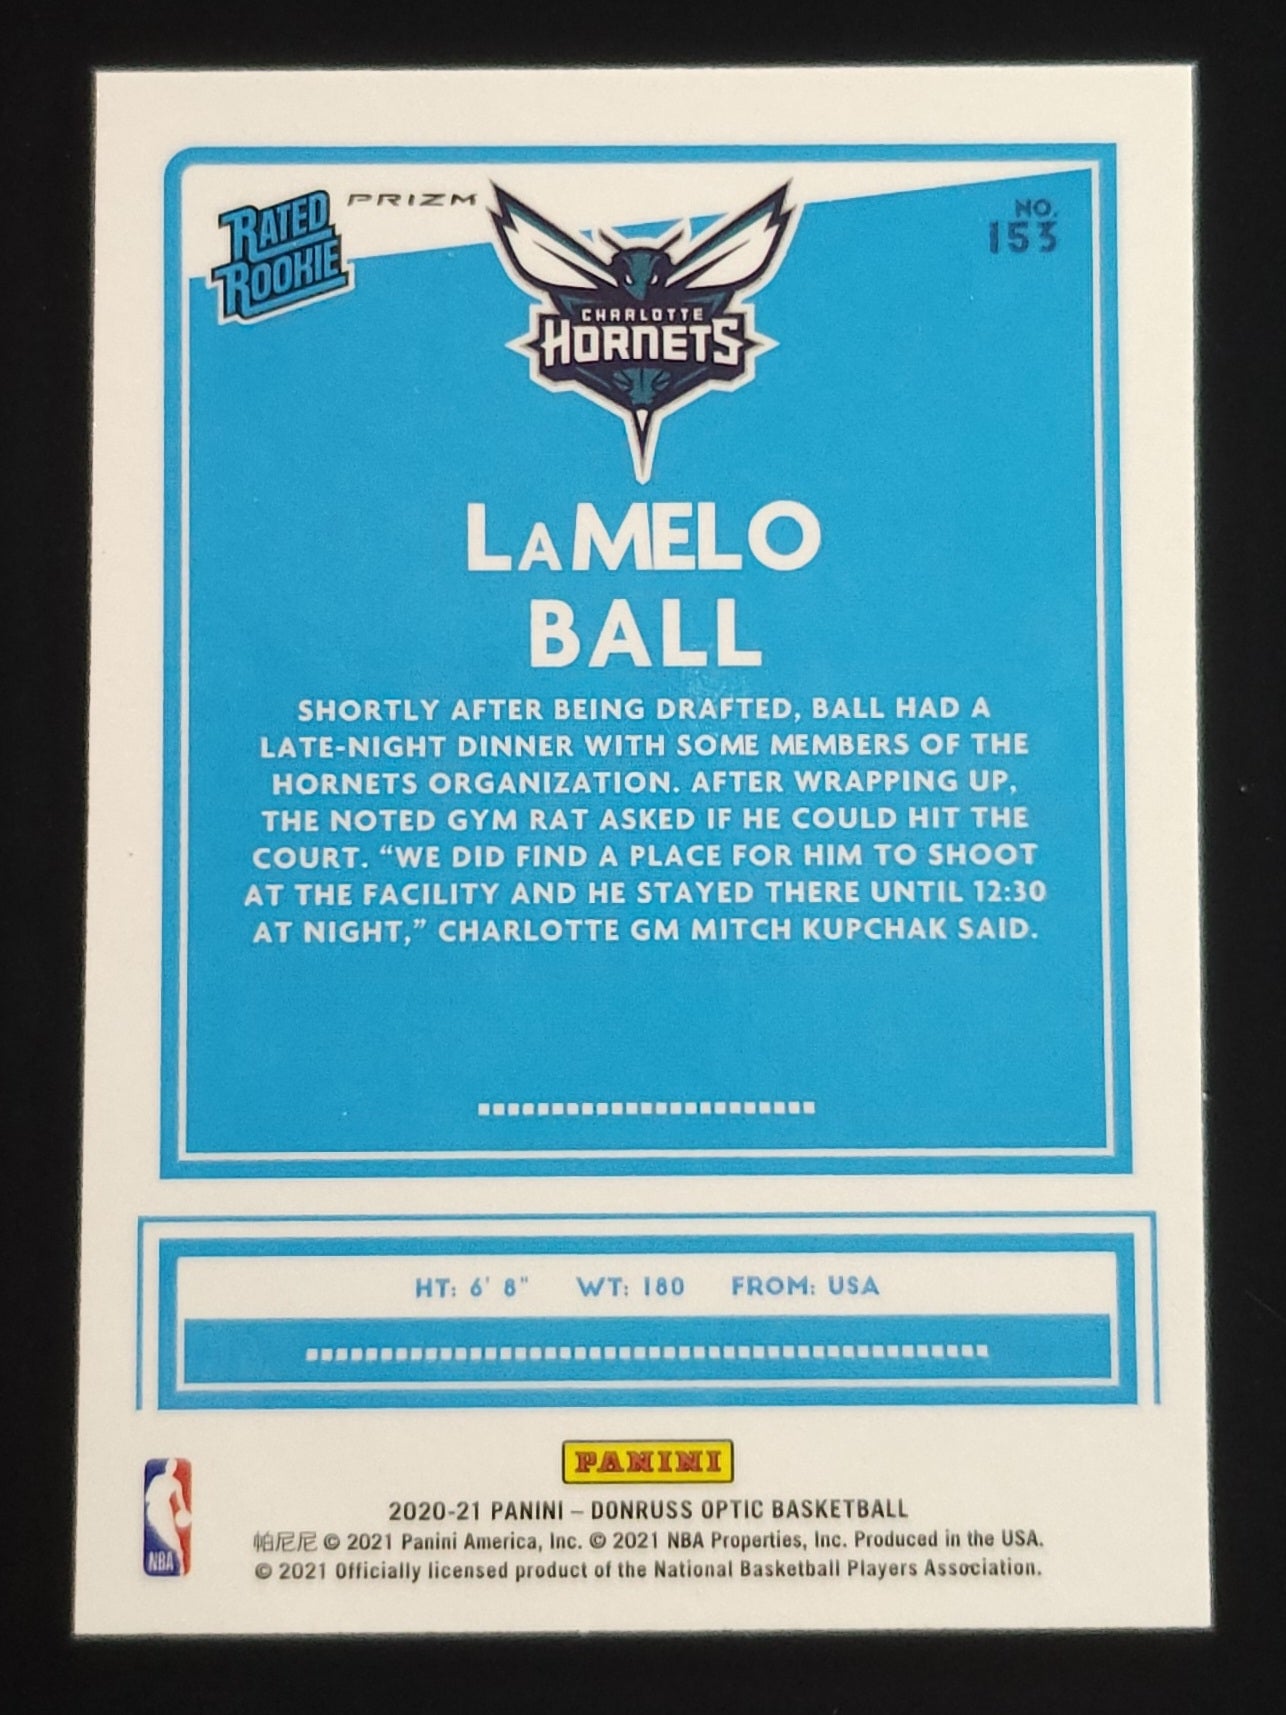 RATED
ROOKIE
PRIZM
NO.
153
CHARLOTTE
HORNETS
LaMELO
BALL
SHORTLY AFTER BEING DRAFTED, BALL HAD A
LATE-NIGHT DINNER WITH SOME MEMBERS OF THE
HORNETS ORGANIZATION. AFTER WRAPPING UP,
THE NOTED GYM RAT ASKED IF HE COULD HIT THE
COURT. “WE DID FIND A PLACE FOR HIM TO SHOOT
AT THE FACILITY AND HE STAYED THERE UNTIL 12:30
AT NIGHT,” CHARLOTTE GM MITCH KUPCHAK SAID.
HT: 6' 8" WT: 180 FROM: USA
PANINI
2020-21 PANINI – DONRUSS OPTIC BASKETBALL
帕尼尼 © 2021 Panini America, Inc. © 2021 NBA Properties, Inc. Produced in the USA.
© 2021 Officially licensed product of the National Basketball Players Association.
NBA